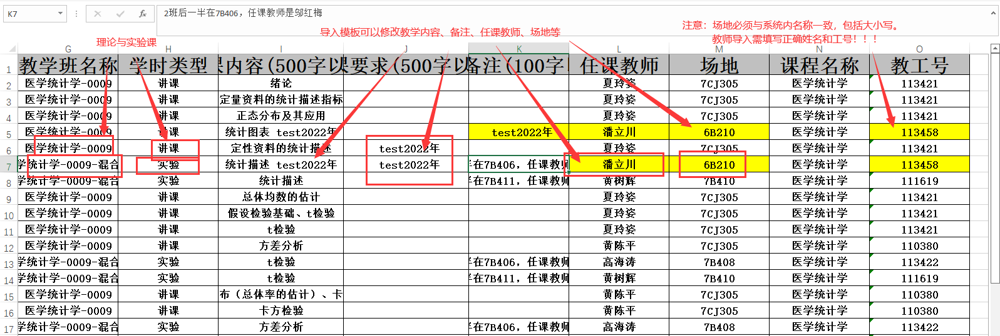 K7 fx 2班后一半在7B406，任课教师是邬红梅
导入模板可以修改教学内容、备注、任课教师、场地等
注意：场地必须与系统内名称一致，包括大小写。
教师导入需填写正确姓名和工号！！！
理论与实验课
G H I J K L M N O
1 教学班名称 学时类型 课内容(500字以 课要求(500字以 备注(100字以 任课教师 场地 课程名称 教工号
2 医学统计学-0009 讲课 绪论 夏玲姿 7CJ305 医学统计学 113421
3 医学统计学-0009 讲课 定量资料的统计描述指标 夏玲姿 7CJ305 医学统计学 113421
4 医学统计学-0009 讲课 正态分布及其应用 夏玲姿 7CJ305 医学统计学 113421
5 医学统计学-0009 讲课 统计图表 test2022年 test2022年 潘立川 6B210 医学统计学 113458
6 医学统计学-0009 讲课 定性资料的统计描述 test2022年 夏玲姿 7CJ305 医学统计学 113421
7 学统计学-0009-混合 实验 统计描述 test2022年 test2022年 半在7B406，任课教师 潘立川 6B210 医学统计学 113458
8 学统计学-0009-混合 实验 统计描述 半在7B411，任课教师 黄树辉 7B410 医学统计学 111619
9 医学统计学-0009 讲课 总体均数的估计 夏玲姿 7CJ305 医学统计学 113421
10 医学统计学-0009 讲课 假设检验基础、t检验 夏玲姿 7CJ305 医学统计学 113421
11 医学统计学-0009 讲课 t检验 夏玲姿 7CJ305 医学统计学 113421
12 医学统计学-0009 讲课 方差分析 黄陈平 7CJ305 医学统计学 110380
13 学统计学-0009-混合 实验 t检验 半在7B406，任课教师 高海涛 7B408 医学统计学 113422
14 学统计学-0009-混合 实验 t检验 半在7B411，任课教师 黄树辉 7B410 医学统计学 111619
15 医学统计学-0009 讲课 布（总体率的估计）、卡 黄陈平 7CJ305 医学统计学 110380
16 医学统计学-0009 讲课 卡方检验 黄陈平 7CJ305 医学统计学 110380
17 学统计学-0009-混合 实验 方差分析 半在7B406，任课教师 高海涛 7B408 医学统计学 113422